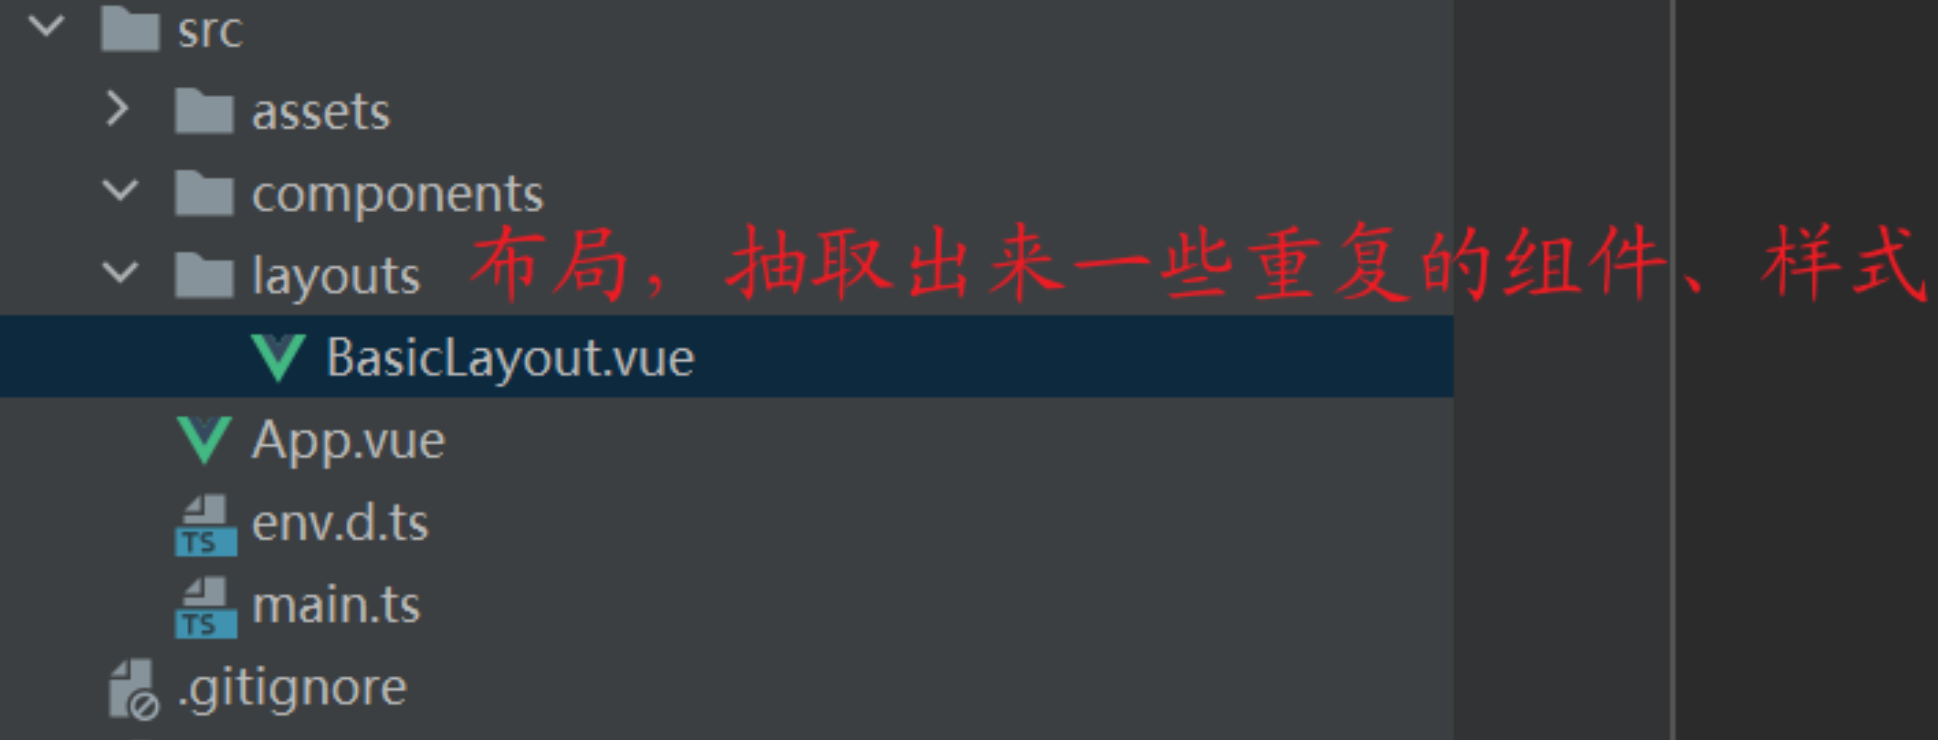 src
assets
components
layouts 布局，抽取出来一些重复的组件、样式
BasicLayout.vue
App.vue
TS env.d.ts
TS main.ts
.gitignore